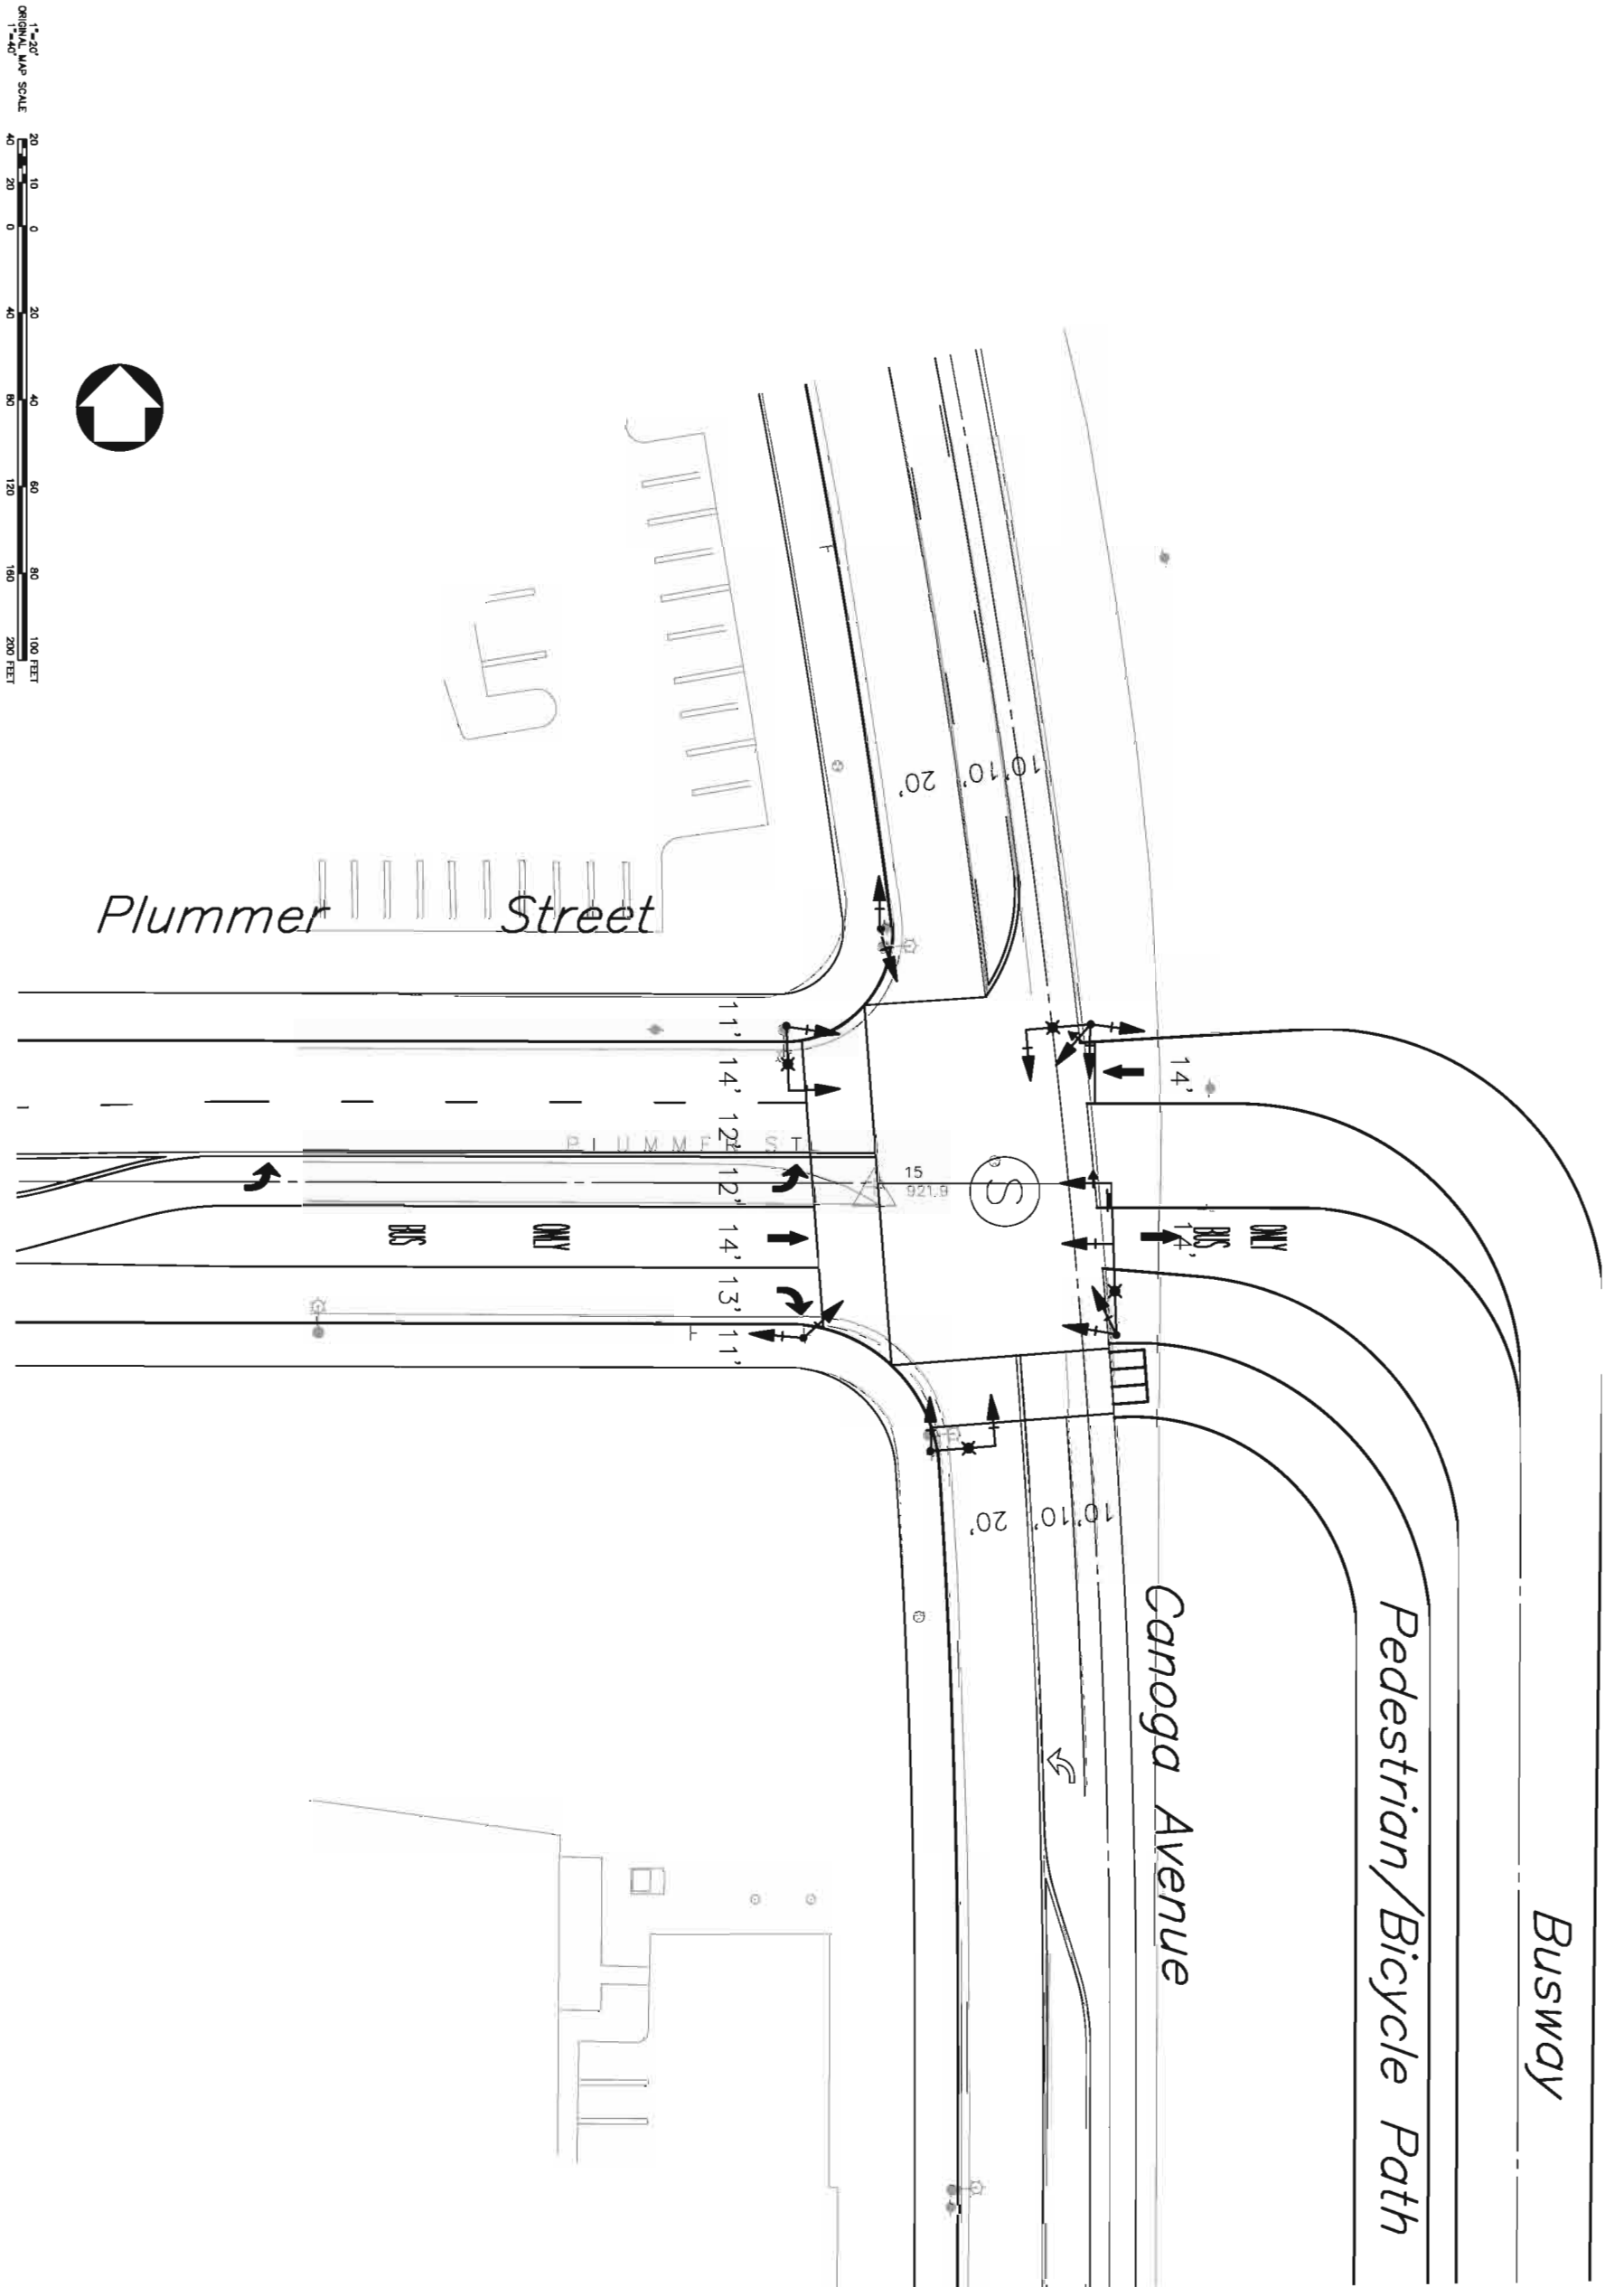 1"=20'
ORIGINAL MAP SCALE
1"=40'
20 10 0 20 40 60 80 100 FEET
40 20 0 40 80 120 160 200 FEET
Plummer Street
20'
10'
10'
11'
14'
12'
12'
14'
13'
11'
PLUMMER ST
15
921.9
S
14'
14'
BUS
ONLY
BUS
ONLY
20'
10'
10'
Canoga Avenue
Pedestrian/Bicycle Path
Busway